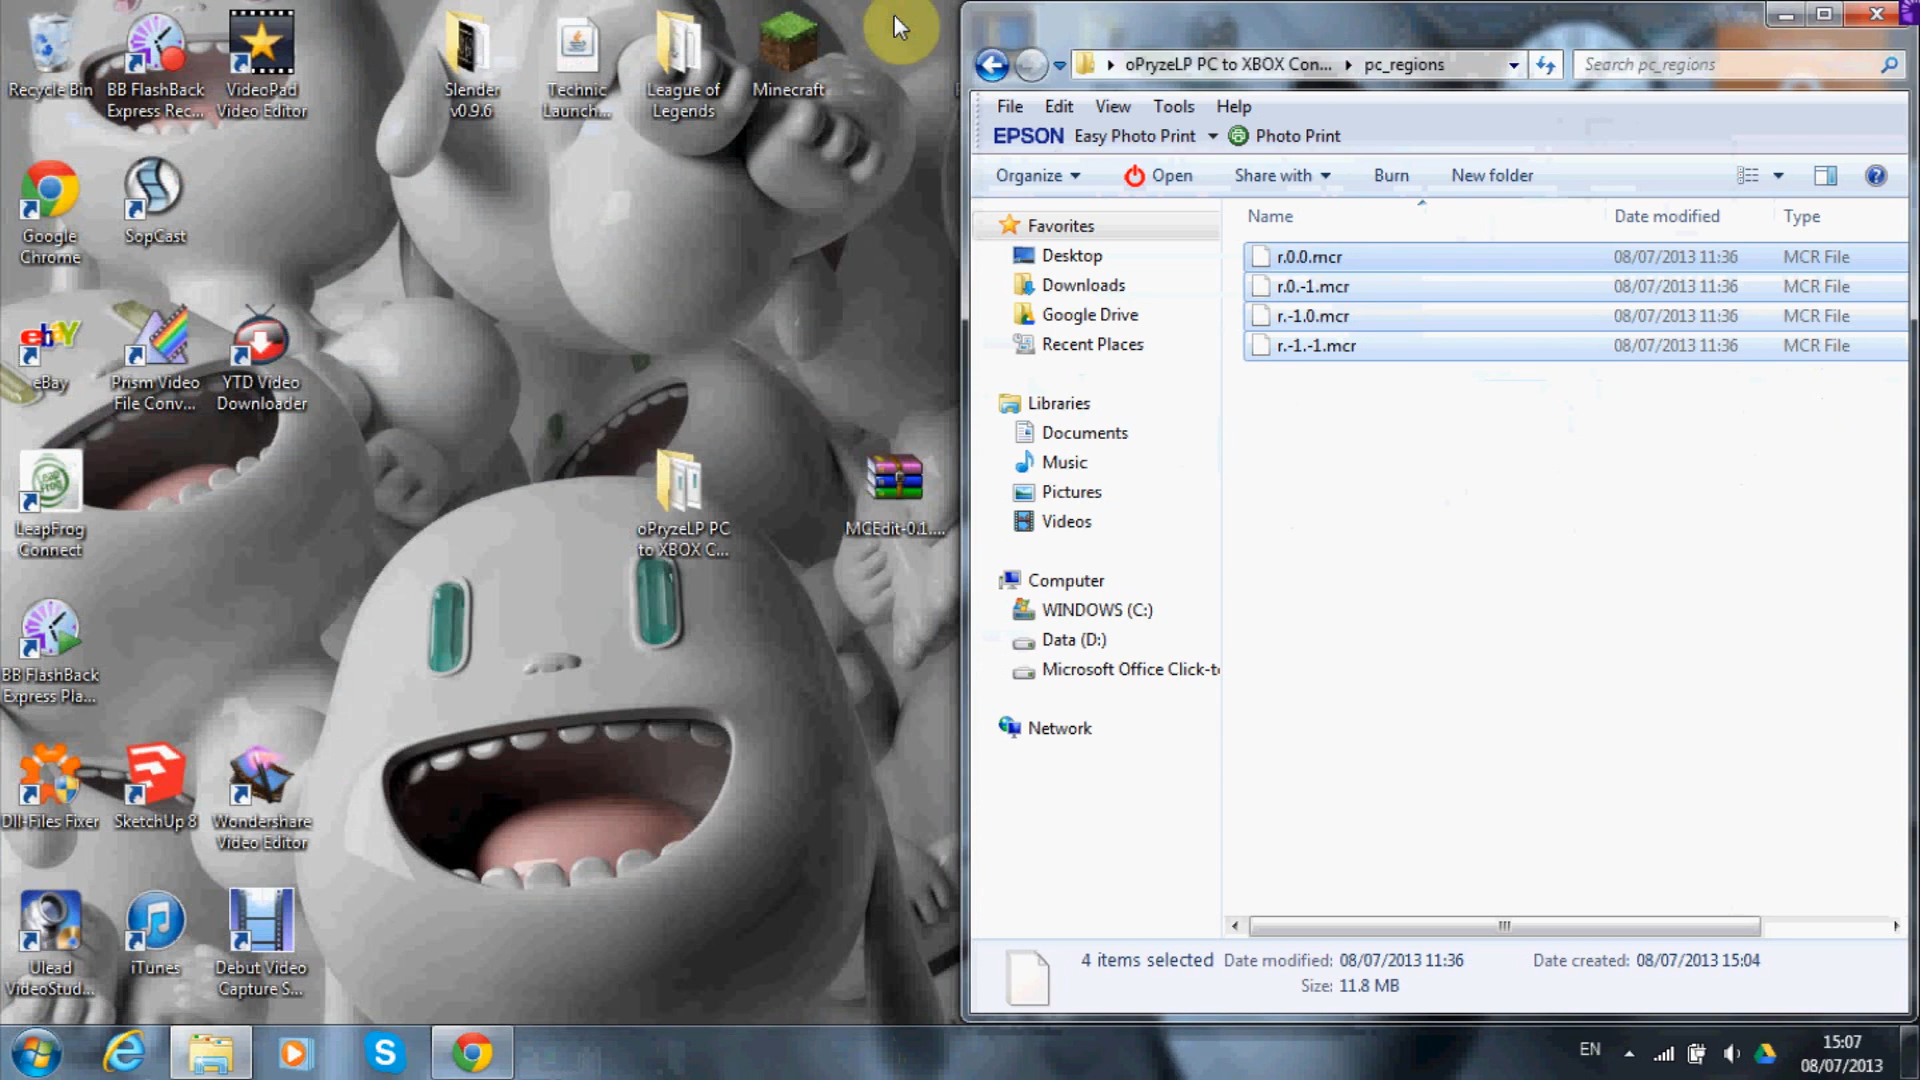 Recycle Bin
BB FlashBack
Express Rec...
VideoPad
Video Editor
Slender
v0.9.6
Technic
Launch...
League of
Legends
Minecraft
Google
Chrome
SopCast
eBay
eBay
Prism Video
File Conv...
YTD Video
Downloader
Leap
Frog
LeapFrog
Connect
oPryzeLP PC
to XBOX C...
MCEdit-0.1....
BB FlashBack
Express Pla...
Dll-Files Fixer
SketchUp 8
Wondershare
Video Editor
Ulead
VideoStud...
iTunes
Debut Video
Capture S...
oPryzeLP PC to XBOX Con... pc_regions
Search pc_regions
File Edit View Tools Help
EPSON Easy Photo Print Photo Print
Organize Open Share with Burn New folder
Name Date modified Type
r.0.0.mcr 08/07/2013 11:36 MCR File
r.0.-1.mcr 08/07/2013 11:36 MCR File
r.-1.0.mcr 08/07/2013 11:36 MCR File
r.-1.-1.mcr 08/07/2013 11:36 MCR File
Favorites
Desktop
Downloads
Google Drive
Recent Places
Libraries
Documents
Music
Pictures
Videos
Computer
WINDOWS (C:)
Data (D:)
Microsoft Office Click-to
Network
4 items selected Date modified: 08/07/2013 11:36 Date created: 08/07/2013 15:04
Size: 11.8 MB
EN
15:07
08/07/2013